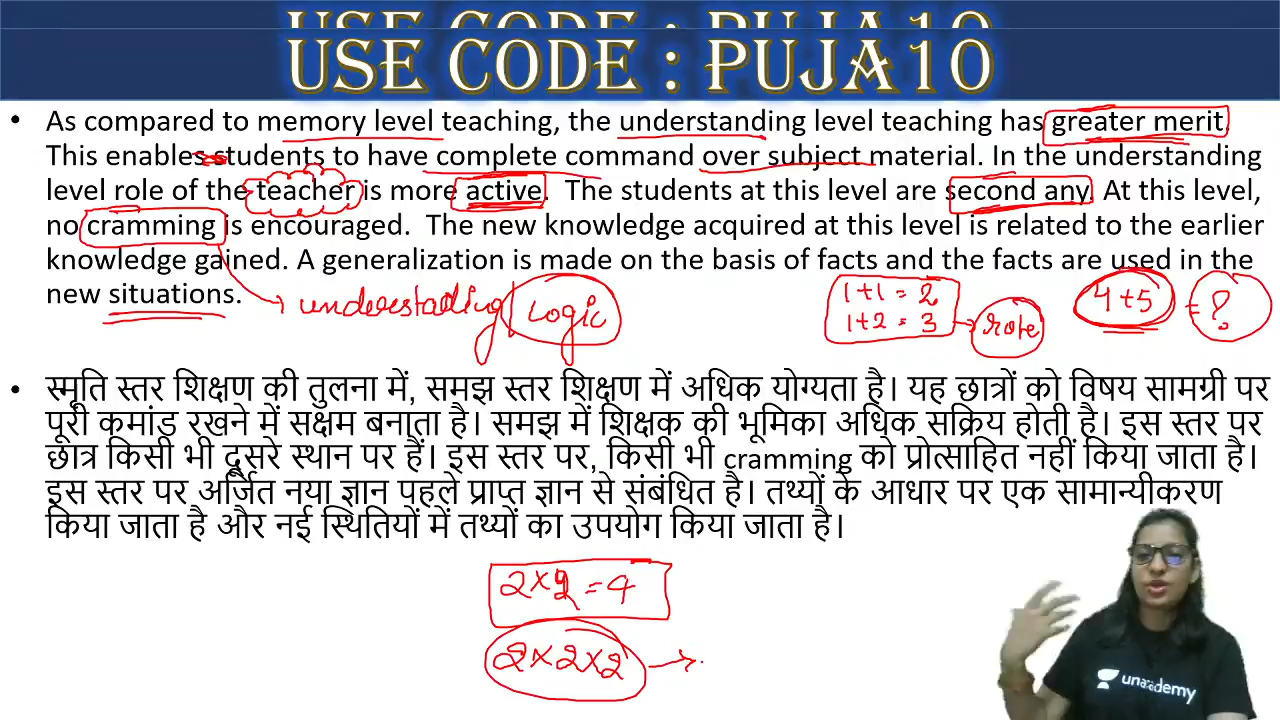 USE CODE : PUJA10
USE CODE : PUJA10
• As compared to memory level teaching, the understanding level teaching has greater merit.
This enables students to have complete command over subject material. In the understanding
level role of the teacher is more active. The students at this level are second any. At this level,
no cramming is encouraged. The new knowledge acquired at this level is related to the earlier
knowledge gained. A generalization is made on the basis of facts and the facts are used in the
new situations.
understading | Logic
1+1 = 2
1+2 = 3
rote
4+5 = ?
• स्मृति स्तर शिक्षण की तुलना में, समझ स्तर शिक्षण में अधिक योग्यता है। यह छात्रों को विषय सामग्री पर
पूरी कमांड रखने में सक्षम बनाता है। समझ में शिक्षक की भूमिका अधिक सक्रिय होती है। इस स्तर पर
छात्र किसी भी दूसरे स्थान पर हैं। इस स्तर पर, किसी भी cramming को प्रोत्साहित नहीं किया जाता है।
इस स्तर पर अर्जित नया ज्ञान पहले प्राप्त ज्ञान से संबंधित है। तथ्यों के आधार पर एक सामान्यीकरण
किया जाता है और नई स्थितियों में तथ्यों का उपयोग किया जाता है।
2×2 = 4
2×2×2
unacademy